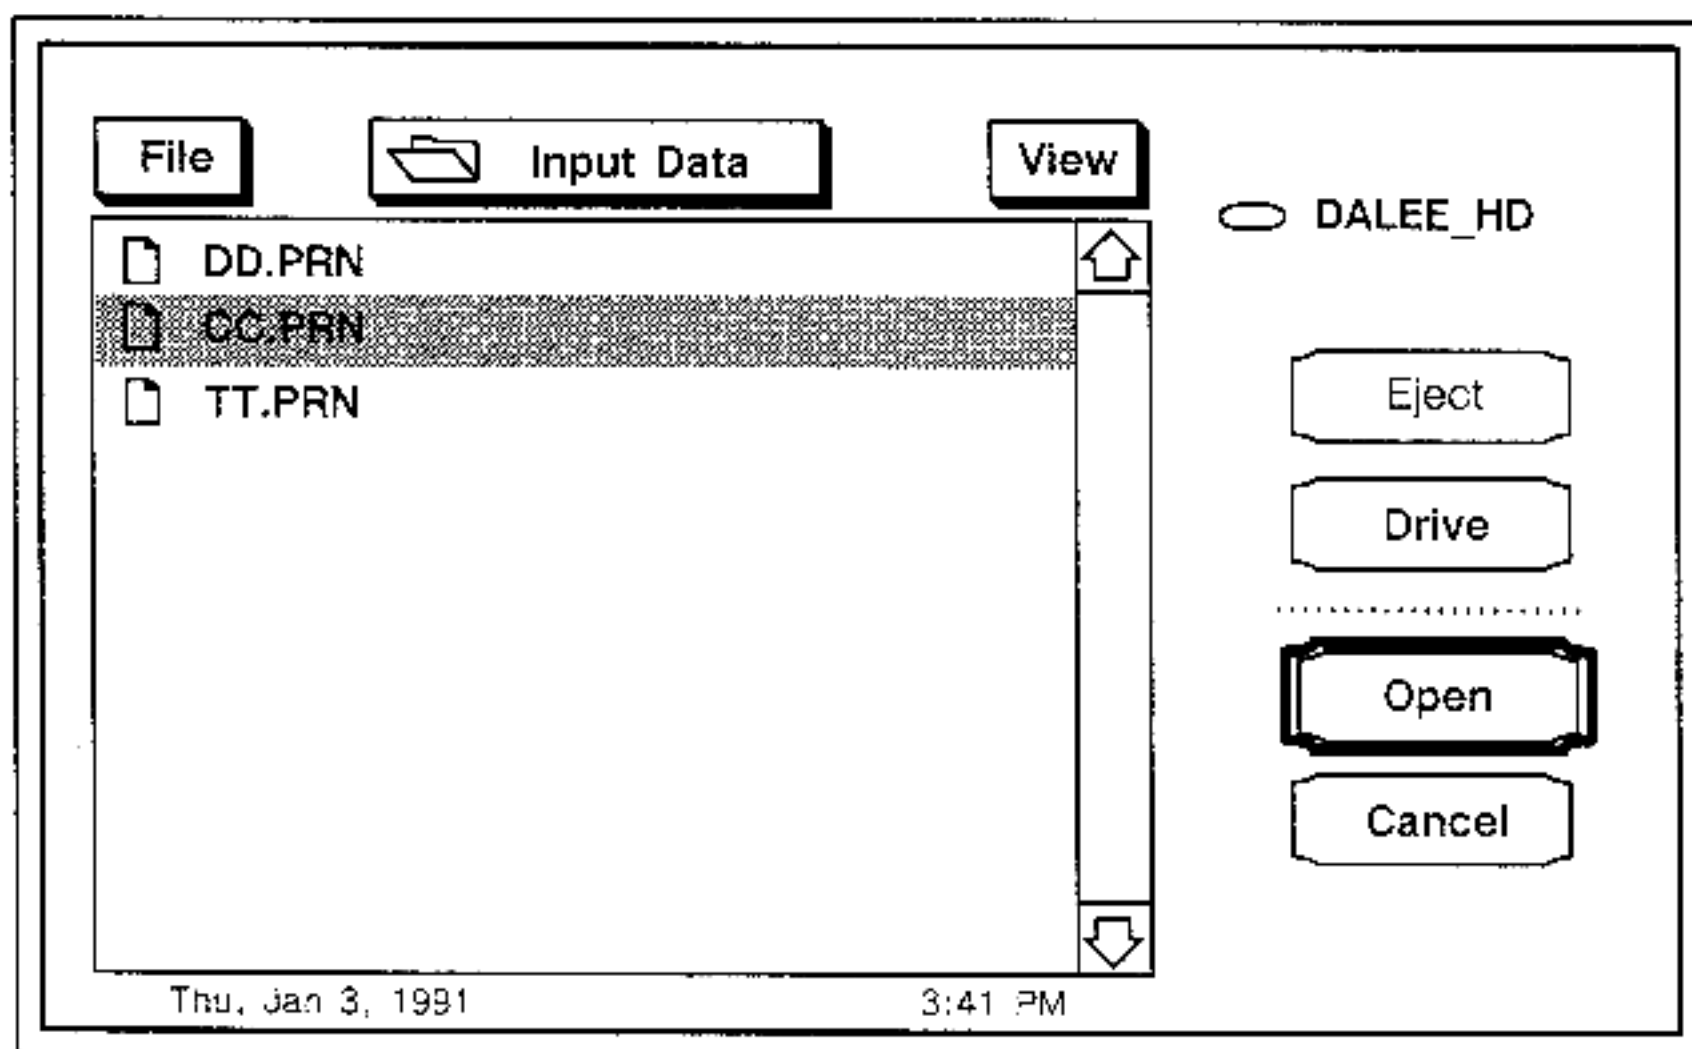 File Input Data View
DALEE_HD
DD.PRN
CC.PRN
TT.PRN
Eject
Drive
Open
Cancel
Thu, Jan 3, 1991 3:41 PM